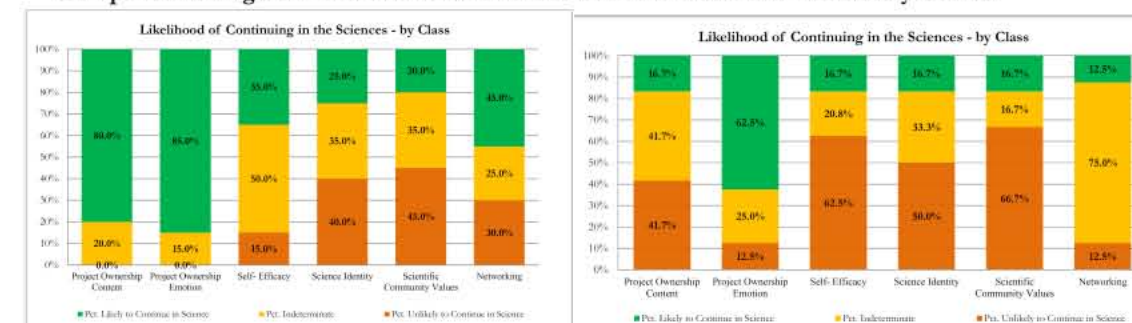 Likelihood of Continuing in the Sciences - by Class
100%
90%
80%
70%
60%
50%
40%
30%
20%
10%
0%
80.0%
20.0%
0.0%
85.0%
15.0%
0.0%
35.0%
50.0%
15.0%
25.0%
35.0%
40.0%
20.0%
35.0%
45.0%
45.0%
25.0%
30.0%
Project Ownership Content
Project Ownership Emotion
Self- Efficacy
Science Identity
Scientific Community Values
Networking
Pct. Likely to Continue in Science
Pct. Indeterminate
Pct. Unlikely to Continue in Science
Likelihood of Continuing in the Sciences - by Class
100%
90%
80%
70%
60%
50%
40%
30%
20%
10%
0%
16.7%
41.7%
41.7%
62.5%
25.0%
12.5%
16.7%
20.8%
62.5%
16.7%
33.3%
50.0%
16.7%
16.7%
66.7%
12.5%
75.0%
12.5%
Project Ownership Content
Project Ownership Emotion
Self- Efficacy
Science Identity
Scientific Community Values
Networking
Pct. Likely to Continue in Science
Pct. Indeterminate
Pct. Unlikely to Continue in Science